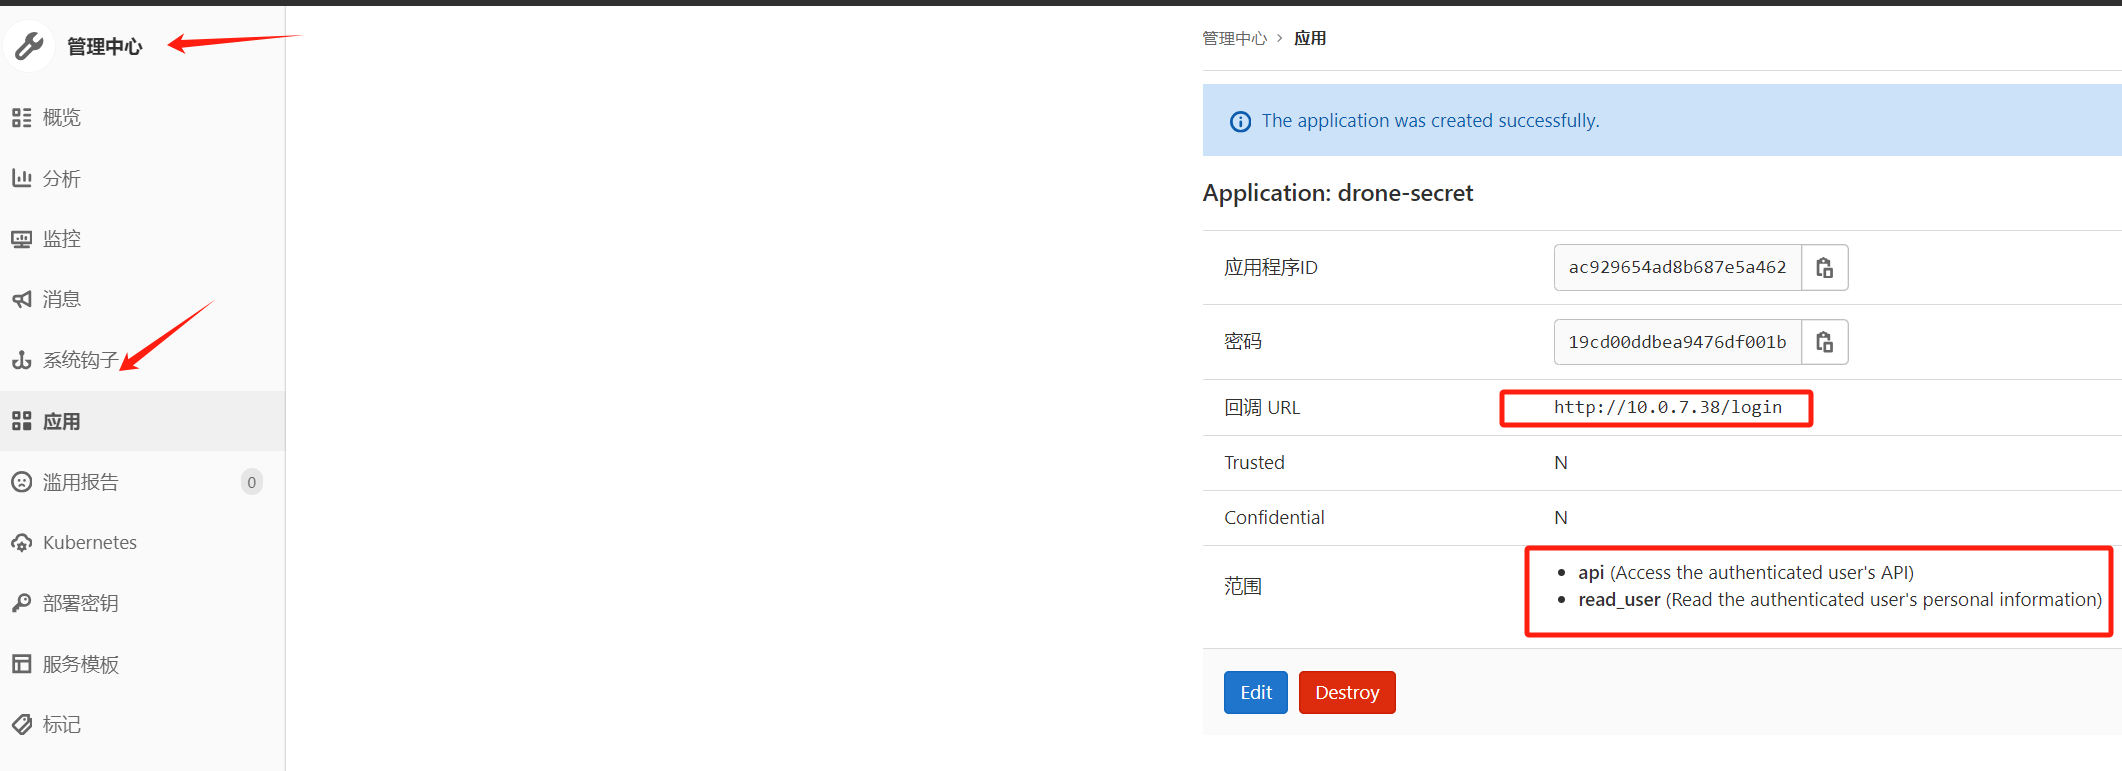 管理中心
概览
分析
监控
消息
系统钩子
应用
滥用报告 0
Kubernetes
部署密钥
服务模板
标记
管理中心 › 应用
The application was created successfully.
Application: drone-secret
应用程序ID ac929654ad8b687e5a462
密码 19cd00ddbea9476df001b
回调 URL http://10.0.7.38/login
Trusted N
Confidential N
范围
• api (Access the authenticated user's API)
• read_user (Read the authenticated user's personal information)
Edit Destroy